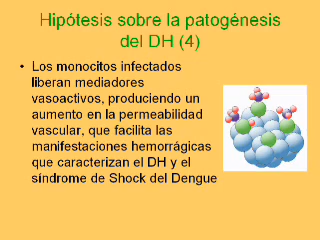 Hipótesis sobre la patogénesis
del DH (4)
• Los monocitos infectados
liberan mediadores
vasoactivos, produciendo un
aumento en la permeabilidad
vascular, que facilita las
manifestaciones hemorrágicas
que caracterizan el DH y el
síndrome de Shock del Dengue